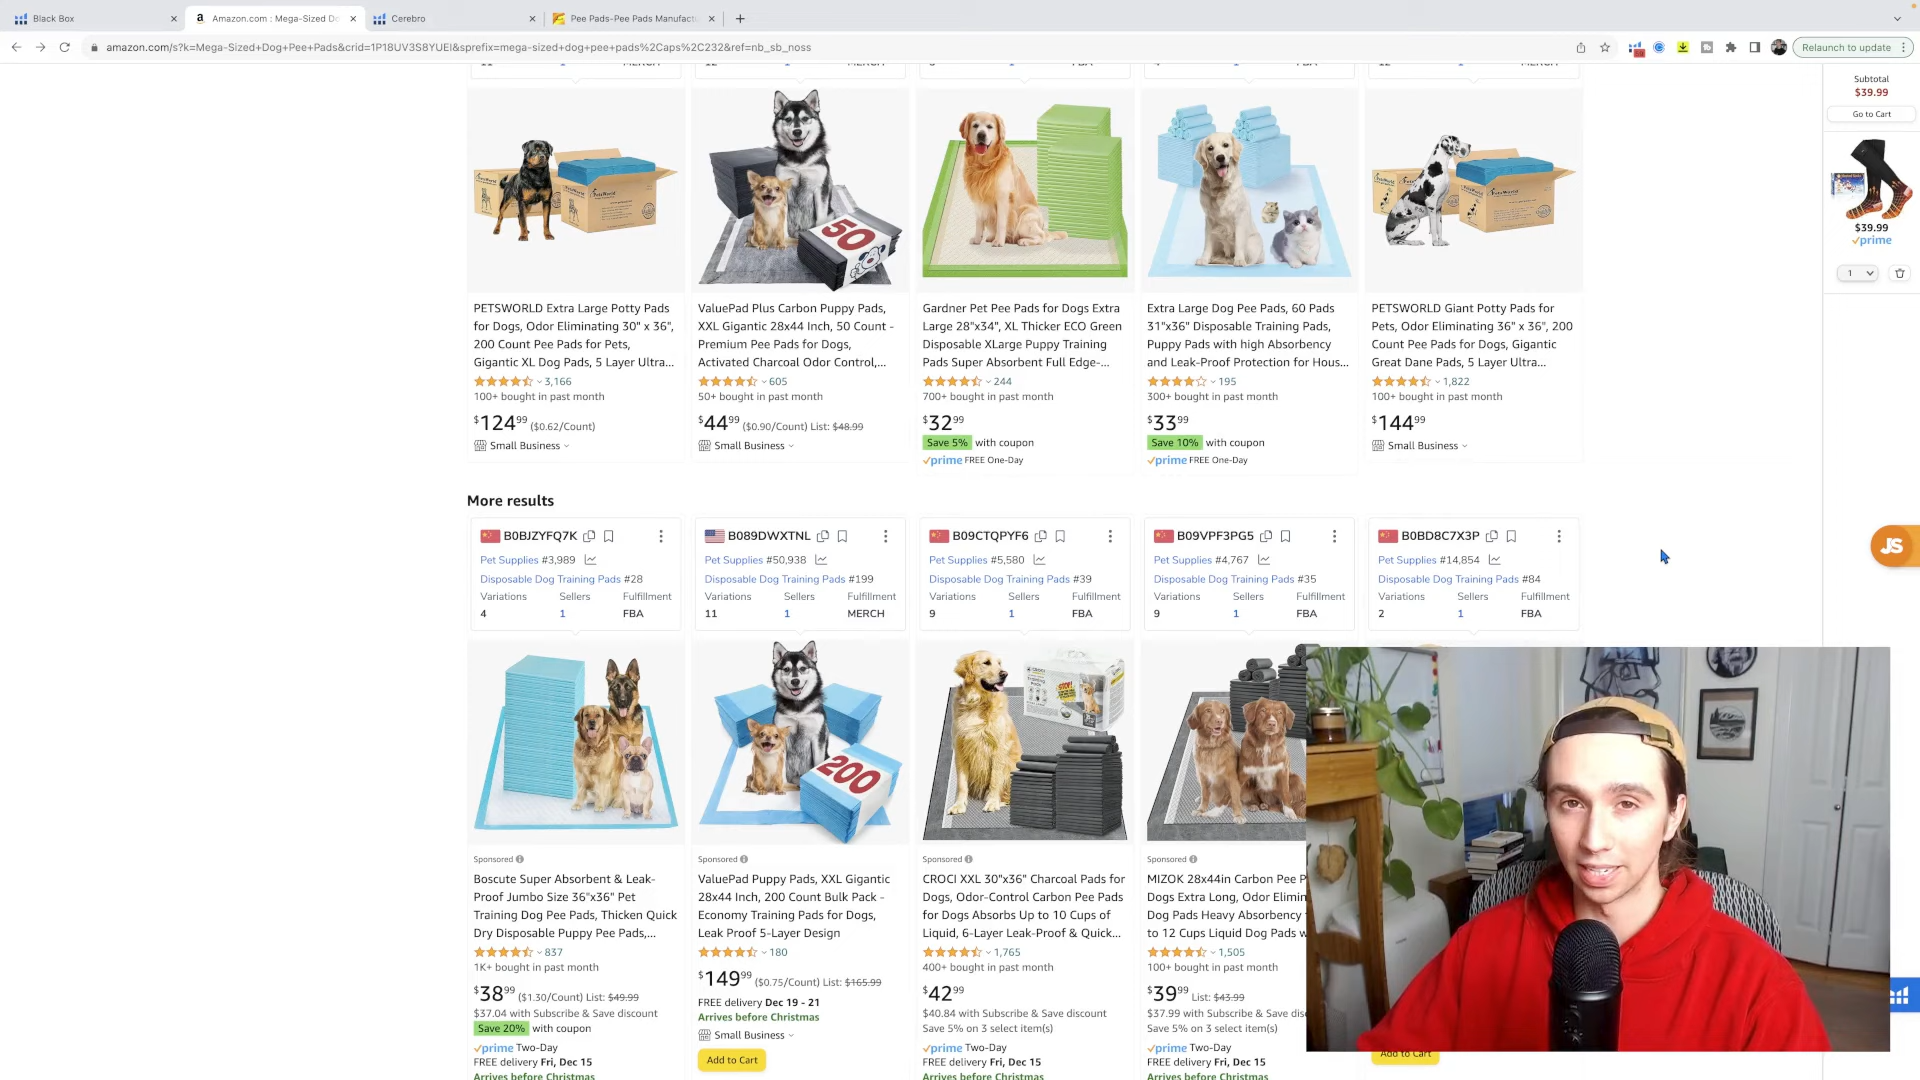 Black Box
Amazon.com : Mega-Sized Do
Cerebro
Pee Pads-Pee Pads Manufactu
amazon.com/s?k=Mega-Sized+Dog+Pee+Pads&crid=1P18UV3S8YUEI&sprefix=mega-sized+dog+pee+pads%2Caps%2C232&ref=nb_sb_noss
Relaunch to update
Subtotal
$39.99
Go to Cart
$39.99
prime
1
50
PETSWORLD Extra Large Potty Pads
for Dogs, Odor Eliminating 30" x 36",
200 Count Pee Pads for Pets,
Gigantic XL Dog Pads, 5 Layer Ultra...
3,166
100+ bought in past month
$124.99 ($0.62/Count)
Small Business
ValuePad Plus Carbon Puppy Pads,
XXL Gigantic 28x44 Inch, 50 Count -
Premium Pee Pads for Dogs,
Activated Charcoal Odor Control,...
605
50+ bought in past month
$44.99 ($0.90/Count) List: $48.99
Small Business
Gardner Pet Pee Pads for Dogs Extra
Large 28"x34", XL Thicker ECO Green
Disposable XLarge Puppy Training
Pads Super Absorbent Full Edge-...
244
700+ bought in past month
$32.99
Save 5% with coupon
prime FREE One-Day
Extra Large Dog Pee Pads, 60 Pads
31"x36" Disposable Training Pads,
Puppy Pads with high Absorbency
and Leak-Proof Protection for Hous...
195
300+ bought in past month
$33.99
Save 10% with coupon
prime FREE One-Day
PETSWORLD Giant Potty Pads for
Pets, Odor Eliminating 36" x 36", 200
Count Pee Pads for Dogs, Gigantic
Great Dane Pads, 5 Layer Ultra...
1,822
100+ bought in past month
$144.99
Small Business
More results
B0BJZYFQ7K
Pet Supplies #3,989
Disposable Dog Training Pads #28
Variations Sellers Fulfillment
4 1 FBA
B089DWXTNL
Pet Supplies #50,938
Disposable Dog Training Pads #199
Variations Sellers Fulfillment
11 1 MERCH
B09CTQPYF6
Pet Supplies #5,580
Disposable Dog Training Pads #39
Variations Sellers Fulfillment
9 1 FBA
B09VPF3PG5
Pet Supplies #4,767
Disposable Dog Training Pads #35
Variations Sellers Fulfillment
9 1 FBA
B0BD8C7X3P
Pet Supplies #14,854
Disposable Dog Training Pads #84
Variations Sellers Fulfillment
2 1 FBA
JS
200
Sponsored
Boscute Super Absorbent & Leak-
Proof Jumbo Size 36"x36" Pet
Training Dog Pee Pads, Thicken Quick
Dry Disposable Puppy Pee Pads,...
837
1K+ bought in past month
$38.99 ($1.30/Count) List: $49.99
$37.04 with Subscribe & Save discount
Save 20% with coupon
prime Two-Day
FREE delivery Fri, Dec 15
Arrives before Christmas
Sponsored
ValuePad Puppy Pads, XXL Gigantic
28x44 Inch, 200 Count Bulk Pack -
Economy Training Pads for Dogs,
Leak Proof 5-Layer Design
180
$149.99 ($0.75/Count) List: $165.99
FREE delivery Dec 19 - 21
Arrives before Christmas
Small Business
Add to Cart
Sponsored
CROCI XXL 30"x36" Charcoal Pads for
Dogs, Odor-Control Carbon Pee Pads
for Dogs Absorbs Up to 10 Cups of
Liquid, 6-Layer Leak-Proof & Quick...
1,765
400+ bought in past month
$42.99
$40.84 with Subscribe & Save discount
Save 5% on 3 select item(s)
prime Two-Day
FREE delivery Fri, Dec 15
Arrives before Christmas
Sponsored
MIZOK 28x44in Carbon Pee P
Dogs Extra Long, Odor Elimin
Dog Pads Heavy Absorbency
to 12 Cups Liquid Dog Pads w
1,505
100+ bought in past month
$39.99 List: $43.99
$37.99 with Subscribe & Save dis
Save 5% on 3 select item(s)
prime Two-Day
FREE delivery Fri, Dec 15
Arrives before Christmas
Add to Cart